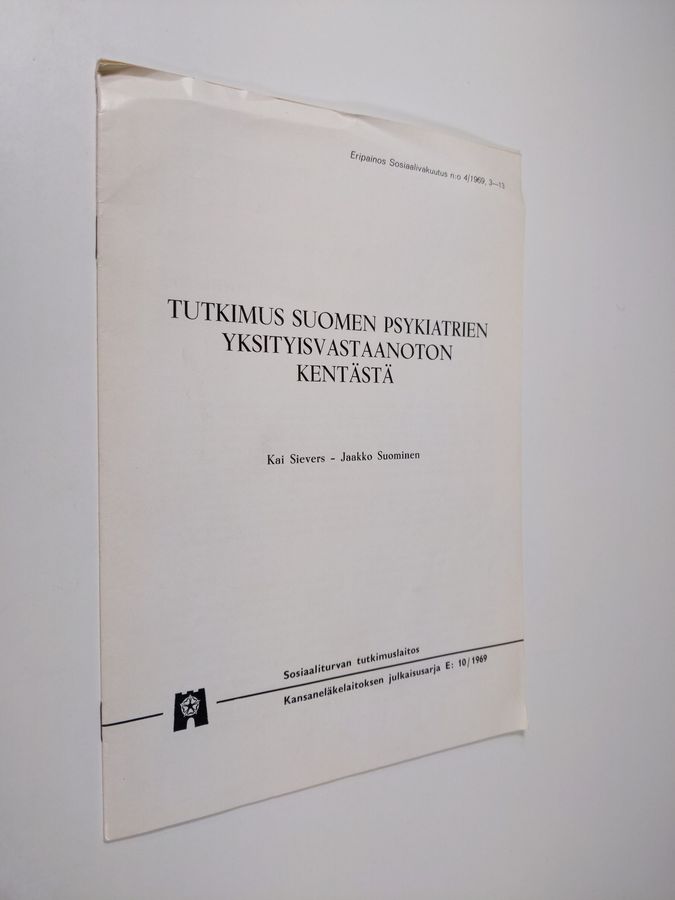 Eripainos Sosiaalivakuutus n:o 4/1969, 3—13
TUTKIMUS SUOMEN PSYKIATRIEN
YKSITYISVASTAANOTON
KENTÄSTÄ
Kai Sievers – Jaakko Suominen
Sosiaaliturvan tutkimuslaitos
Kansaneläkelaitoksen julkaisusarja E: 10/1969